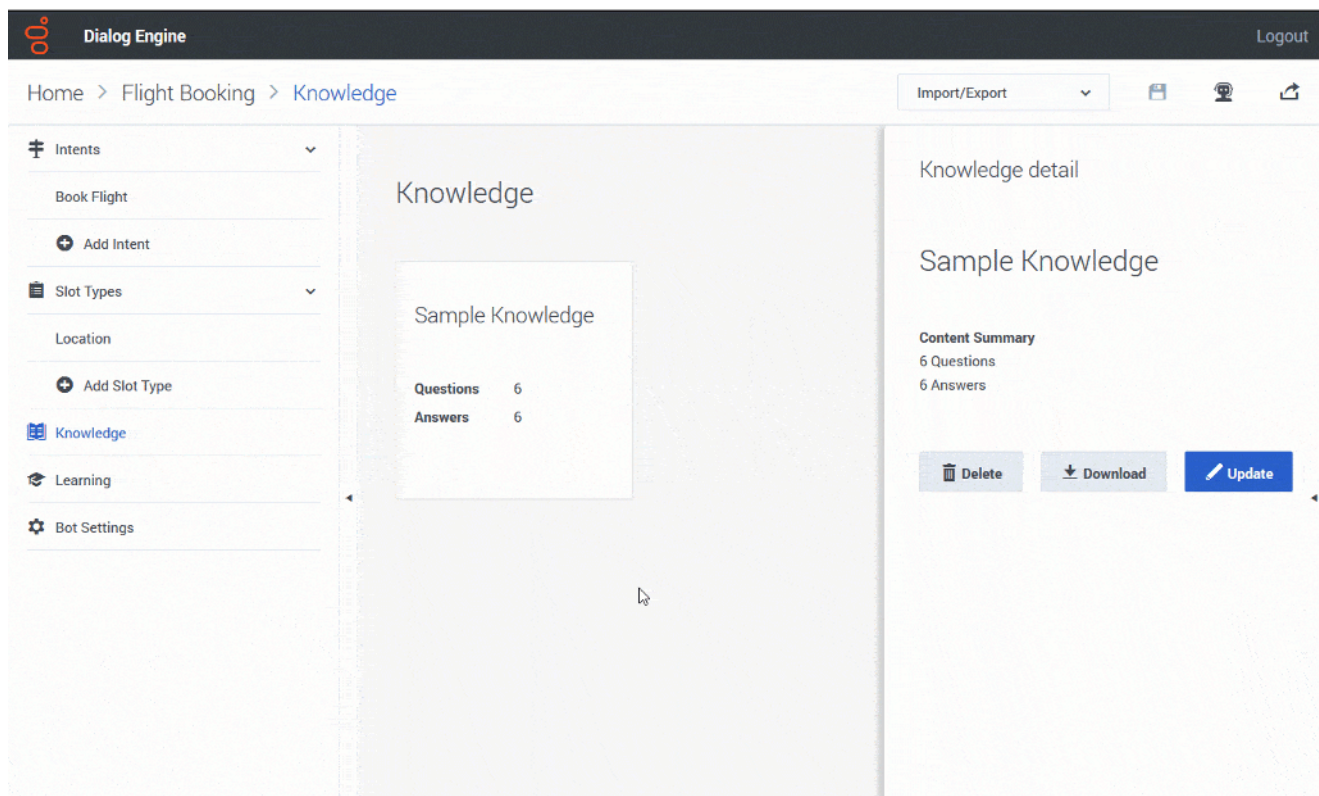 Dialog Engine
Logout
Home > Flight Booking > Knowledge
Import/Export
Intents
Book Flight
Add Intent
Slot Types
Location
Add Slot Type
Knowledge
Learning
Bot Settings
Knowledge
Sample Knowledge
Questions 6
Answers 6
Knowledge detail
Sample Knowledge
Content Summary
6 Questions
6 Answers
Delete
Download
Update